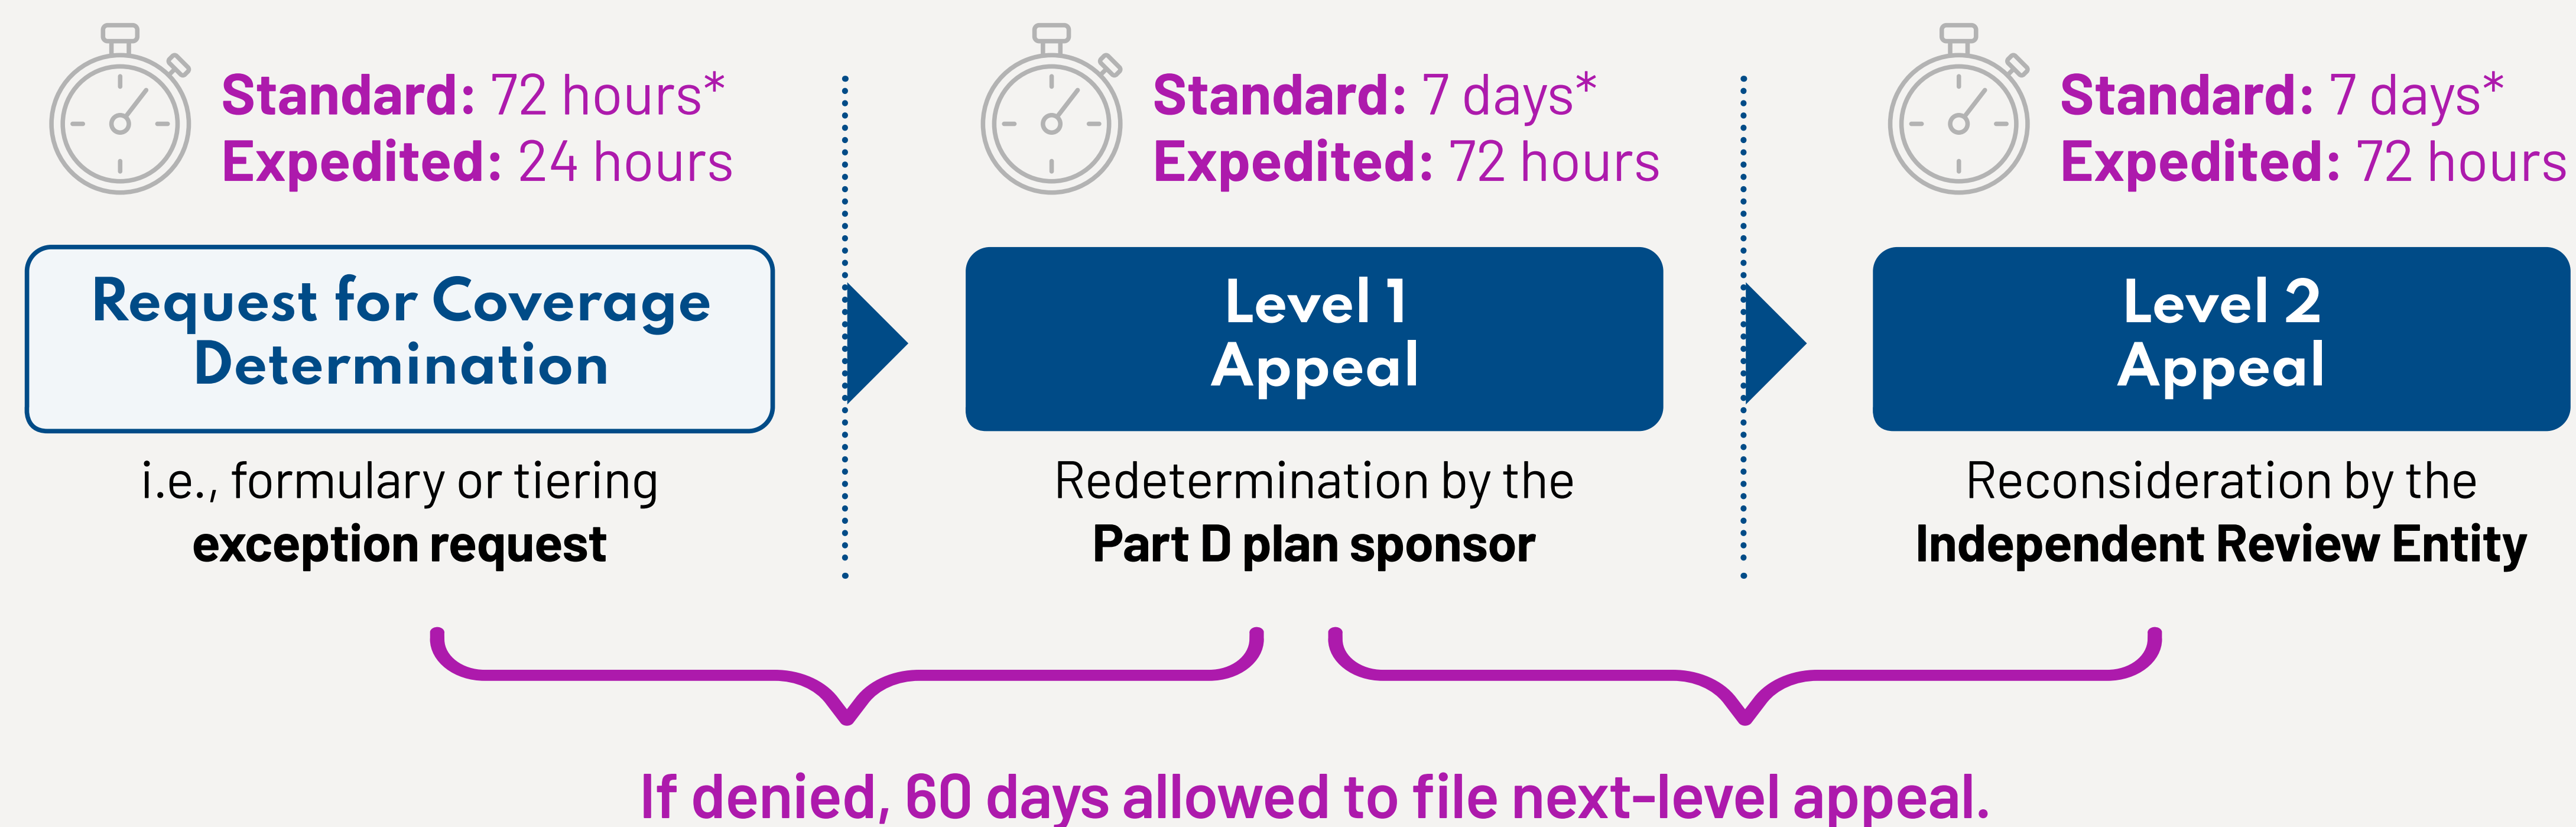 Standard: 72 hours*
Expedited: 24 hours
Request for Coverage
Determination
i.e., formulary or tiering
exception request
Standard: 7 days*
Expedited: 72 hours
Level 1
Appeal
Redetermination by the
Part D plan sponsor
Standard: 7 days*
Expedited: 72 hours
Level 2
Appeal
Reconsideration by the
Independent Review Entity
If denied, 60 days allowed to file next-level appeal.